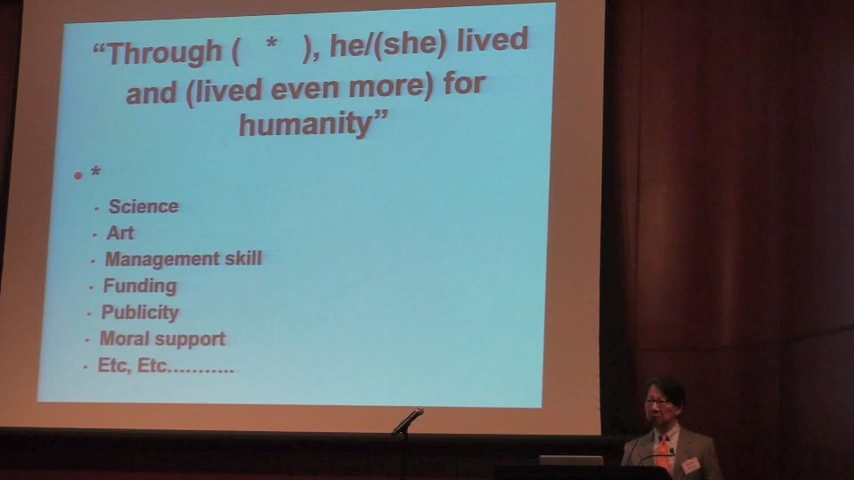 “Through ( * ), he/(she) lived
and (lived even more) for
humanity”
• *
• Science
• Art
• Management skill
• Funding
• Publicity
• Moral support
• Etc, Etc...........